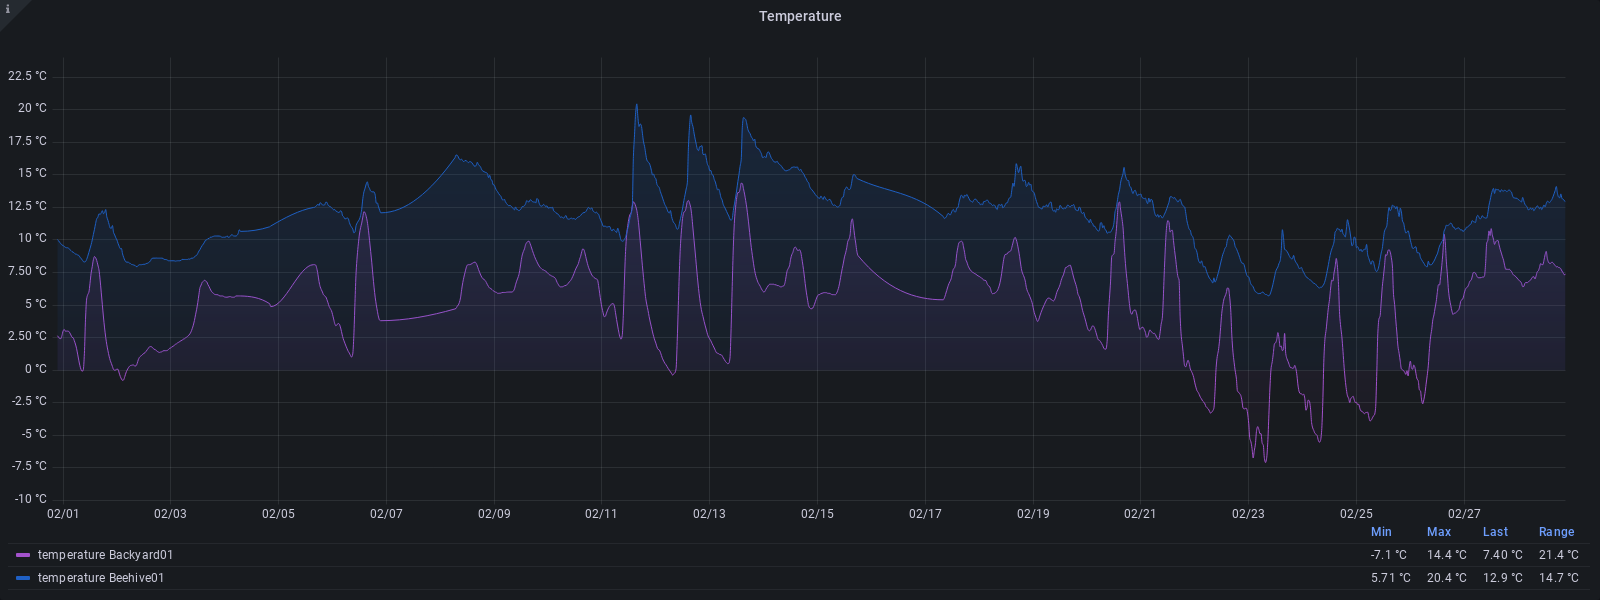 i
Temperature
22.5 °C
20 °C
17.5 °C
15 °C
12.5 °C
10 °C
7.50 °C
5 °C
2.50 °C
0 °C
-2.5 °C
-5 °C
-7.5 °C
-10 °C
02/01 02/03 02/05 02/07 02/09 02/11 02/13 02/15 02/17 02/19 02/21 02/23 02/25 02/27
Min Max Last Range
temperature Backyard01 -7.1 °C 14.4 °C 7.40 °C 21.4 °C
temperature Beehive01 5.71 °C 20.4 °C 12.9 °C 14.7 °C